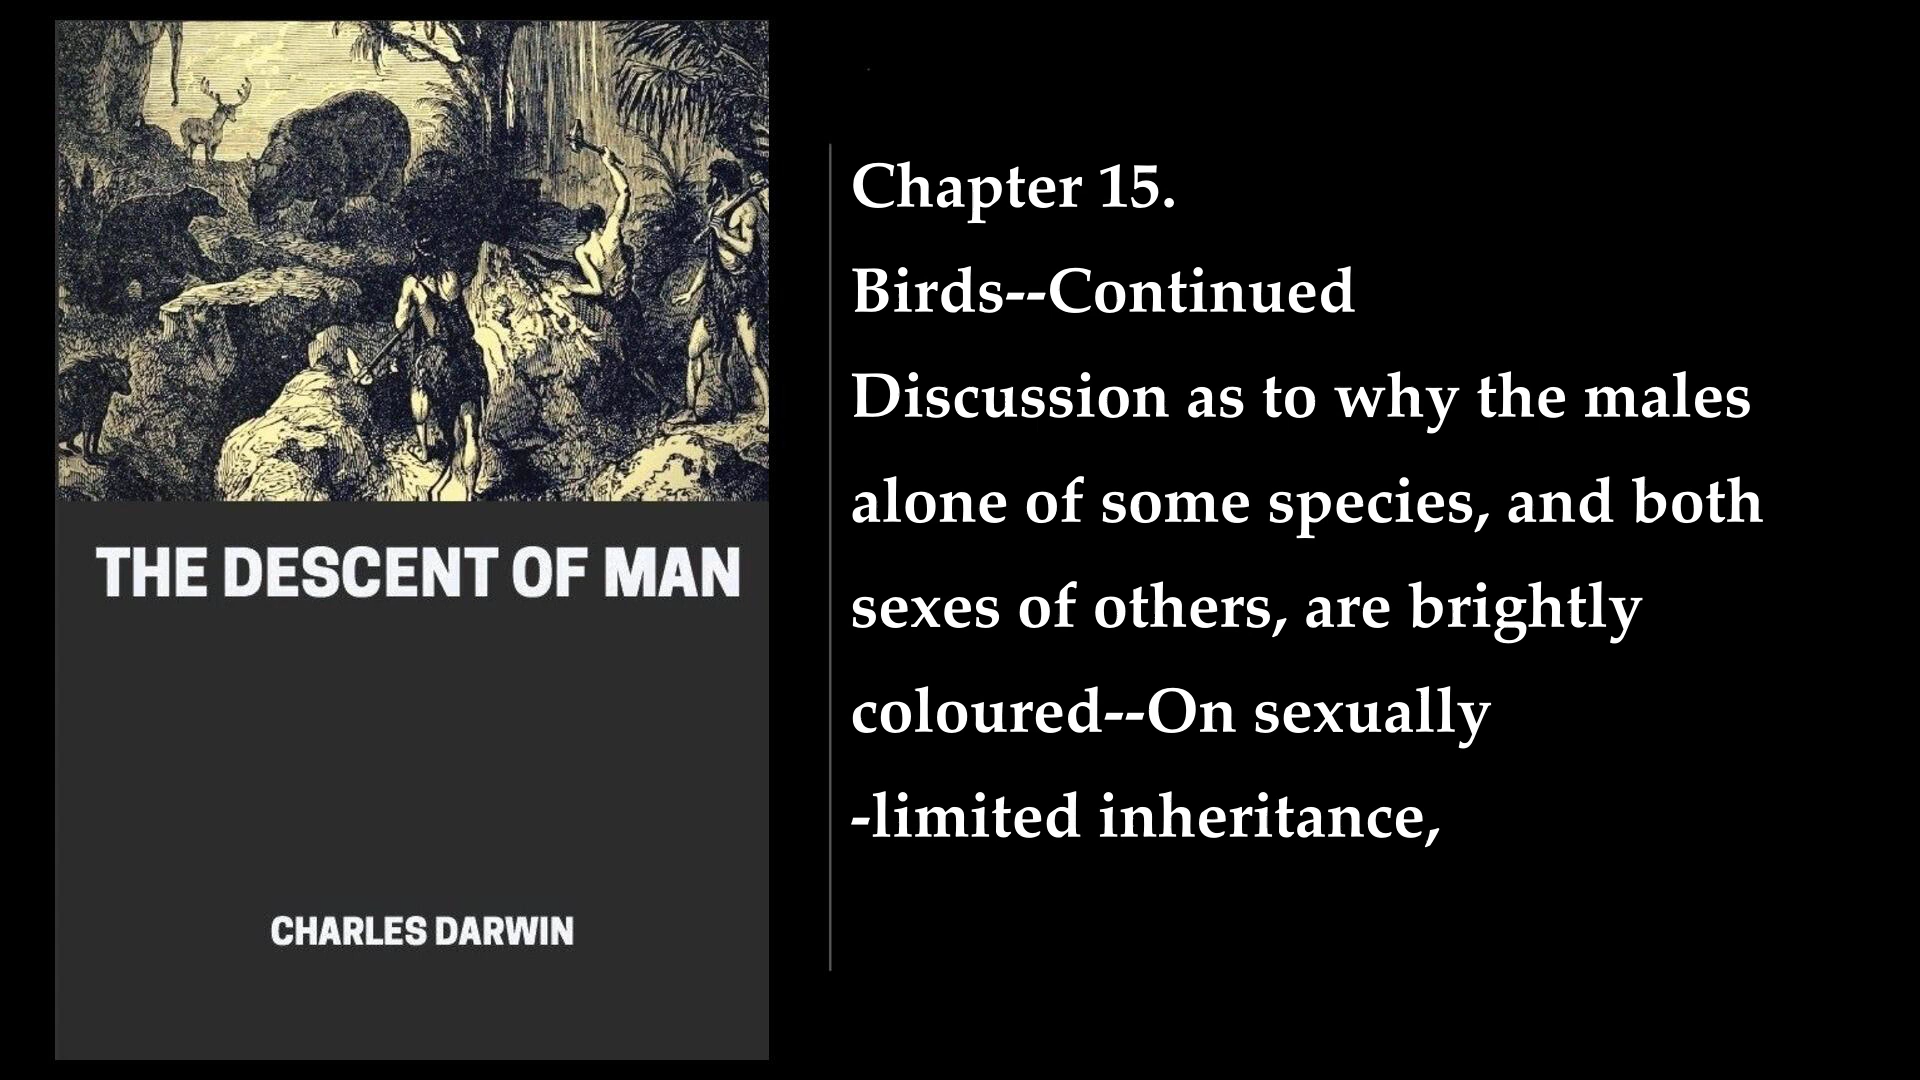 THE DESCENT OF MAN
CHARLES DARWIN
Chapter 15.
Birds--Continued
Discussion as to why the males
alone of some species, and both
sexes of others, are brightly
coloured--On sexually
-limited inheritance,